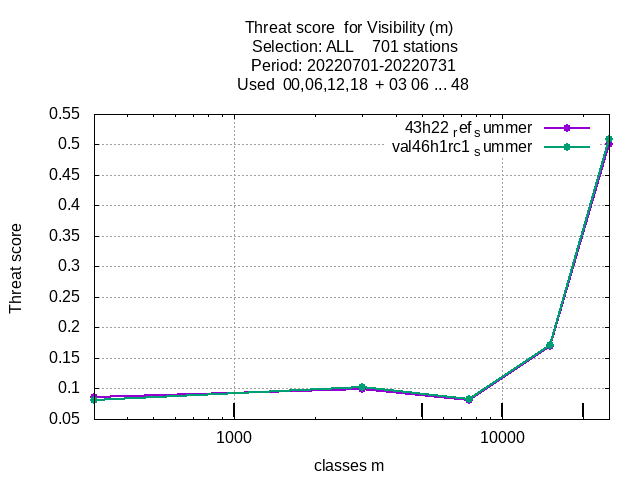 Threat score for Visibility (m)
Selection: ALL 701 stations
Period: 20220701-20220731
Used 00,06,12,18 + 03 06 ... 48
0.55
0.5
0.45
0.4
0.35
0.3
0.25
0.2
0.15
0.1
0.05
Threat score
43h22 ref summer
val46h1rc1 summer
1000
10000
classes m